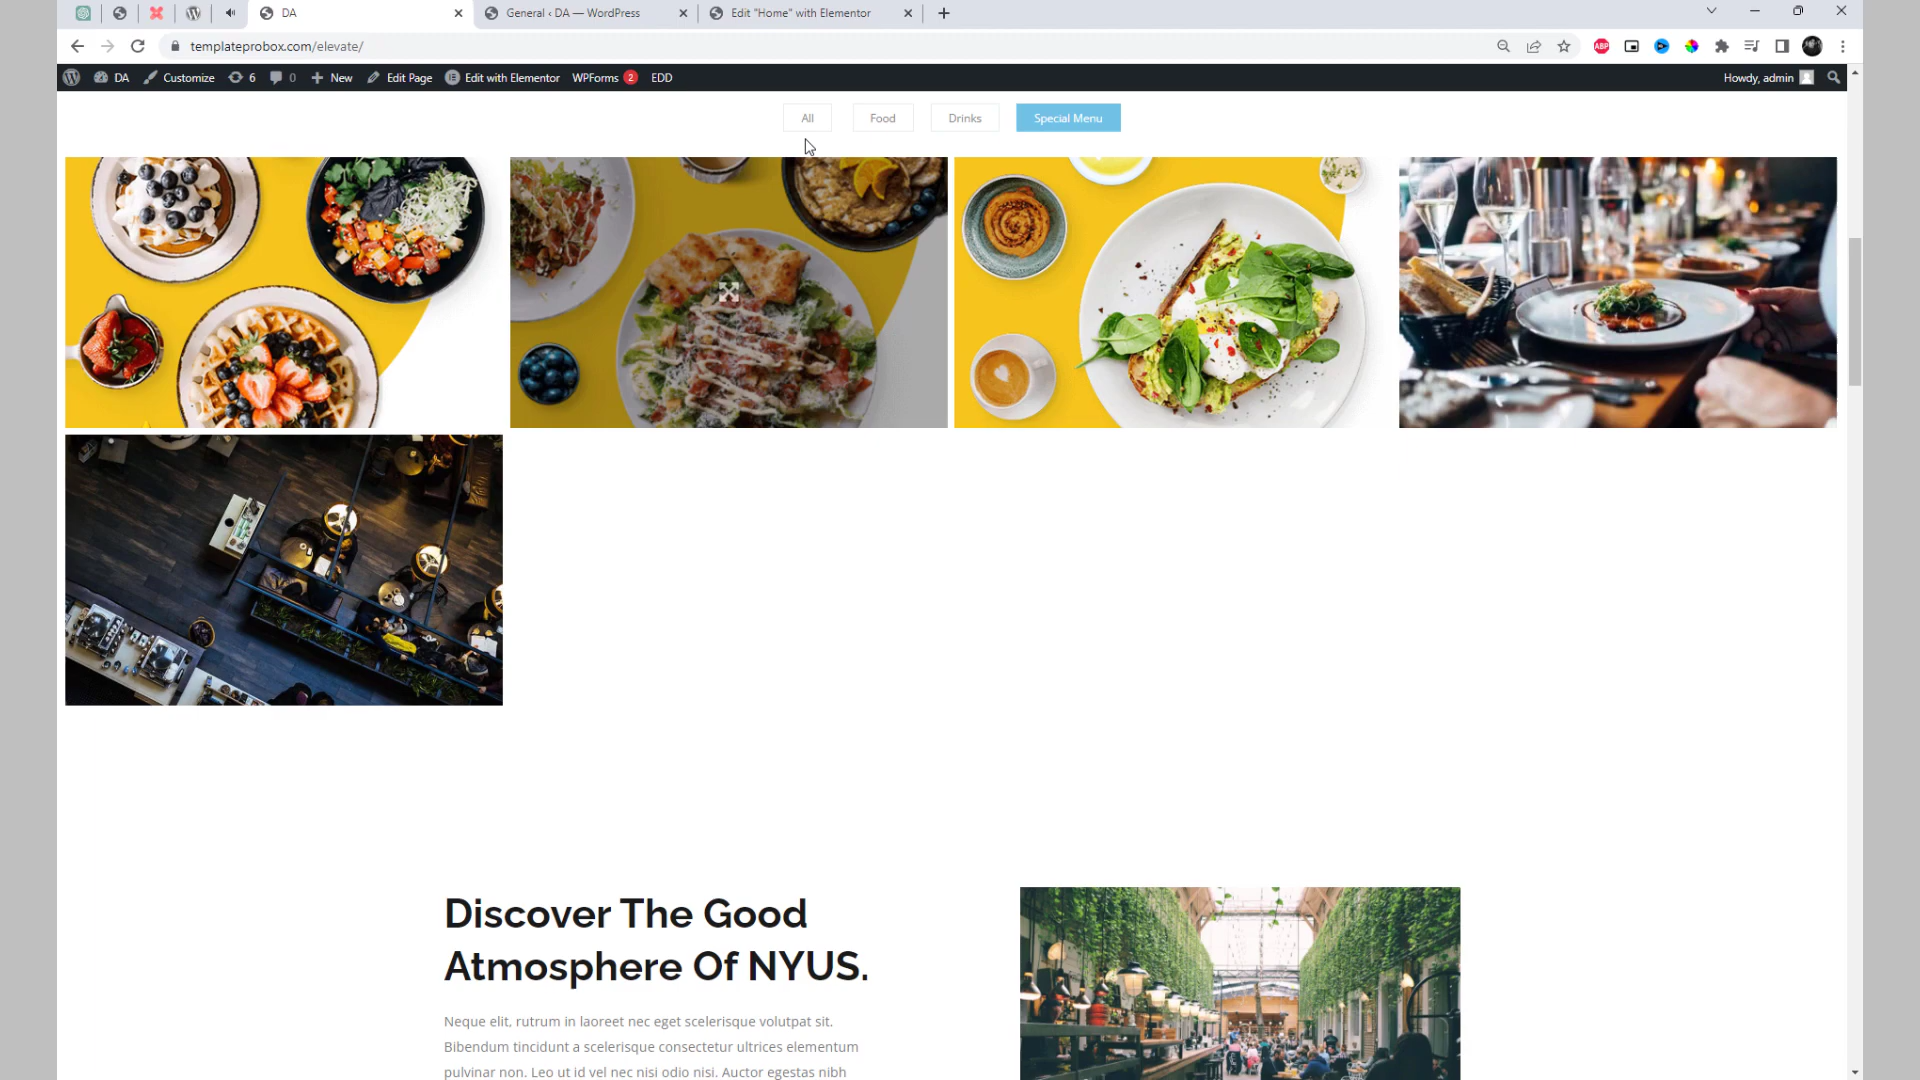 DA
General ‹ DA — WordPress
Edit "Home" with Elementor
templateprobox.com/elevate/
ABP
DA Customize 6 0 New Edit Page Edit with Elementor WPForms 2 EDD Howdy, admin
All Food Drinks Special Menu
Discover The Good
Atmosphere Of NYUS.
Neque elit, rutrum in laoreet nec eget scelerisque volutpat sit.
Bibendum tincidunt a scelerisque consectetur ultrices elementum
pulvinar non. Leo ut id vel nec nisi odio nisi. Auctor egestas nibh